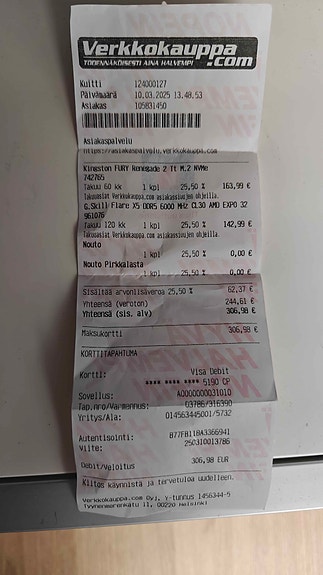 Verkkokauppa
.com
TODENNÄKÖISESTI AINA HALVEMPI
Kuitti 124000127
Päivämäärä 10.03.2025 13.48.53
Asiakas 105831450
Asiakaspalvelu
https://asiakaspalvelu.verkkokauppa.com
Kingston FURY Renegade 2 Tt M.2 NVMe
742765
Takuu 60 kk 1 kpl 25,50 % 163,99 €
Takuuasiat Verkkokauppa.com asiakassivujen ohjeilla.
G.Skill Flare X5 DDR5 6000 MHz CL30 AMD EXPO 32
961076
Takuu 120 kk 1 kpl 25,50 % 142,99 €
Takuuasiat Verkkokauppa.com asiakassivujen ohjeilla.
Nouto
1 kpl 25,50 % 0,00 €
Nouto Pirkkalasta
1 kpl 25,50 % 0,00 €
Sisältää arvonlisäveroa 25,50 % 62,37 €
Yhteensä (veroton) 244,61 €
Yhteensä (sis. alv) 306,98 €
Maksukortti 306,98 €
KORTTITAPAHTUMA
Kortti: Visa Debit
**** **** **** 5190 CP
Sovellus: A0000000031010
Tap.nro/Varmennus: 03786/316390
Yritys/Ala: 014563445001/5732
Autentisointi: 877FB118A3366941
Viite: 250310013786
Debit/Veloitus 306,98 EUR
Kiitos käynnistä ja tervetuloa uudelleen.
Verkkokauppa.com Oyj, Y-tunnus 1456344-5
Tyynenmerenkatu 11, 00220 Helsinki